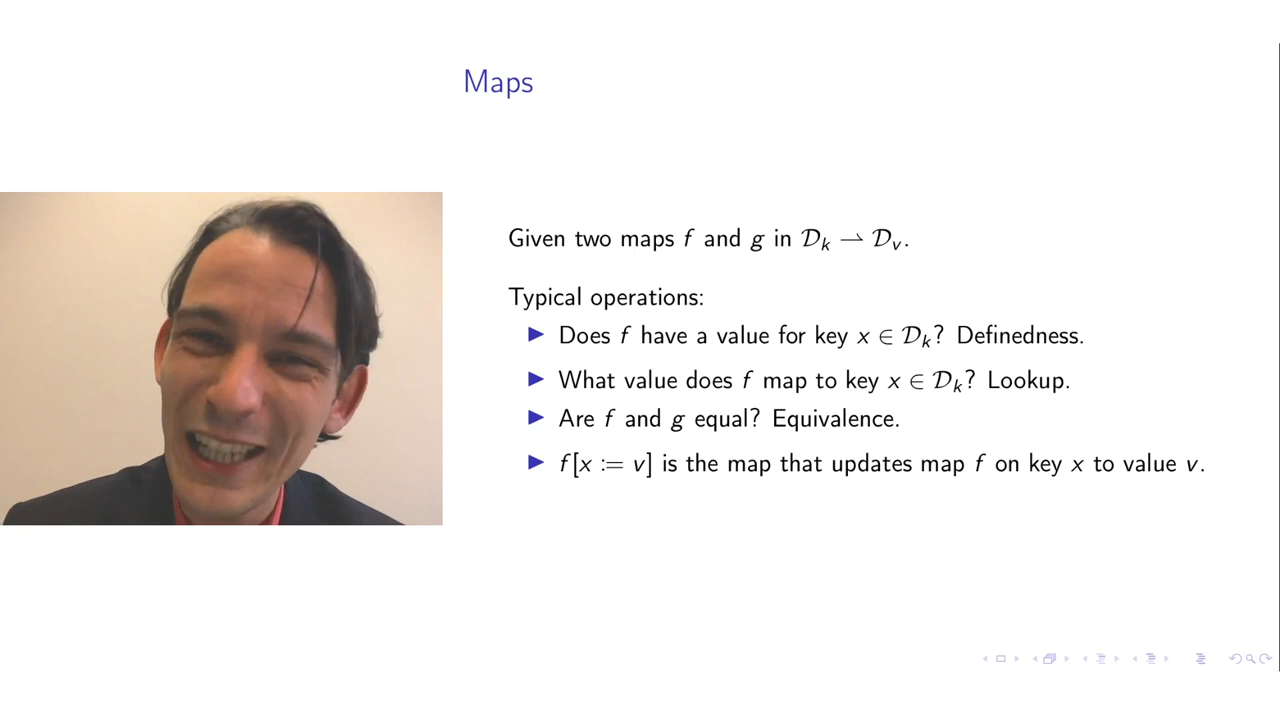 Maps
Given two maps f and g in 𝒟ₖ ⇀ 𝒟ᵥ.
Typical operations:
▶ Does f have a value for key x ∈ 𝒟ₖ? Definedness.
▶ What value does f map to key x ∈ 𝒟ₖ? Lookup.
▶ Are f and g equal? Equivalence.
▶ f[x := v] is the map that updates map f on key x to value v.